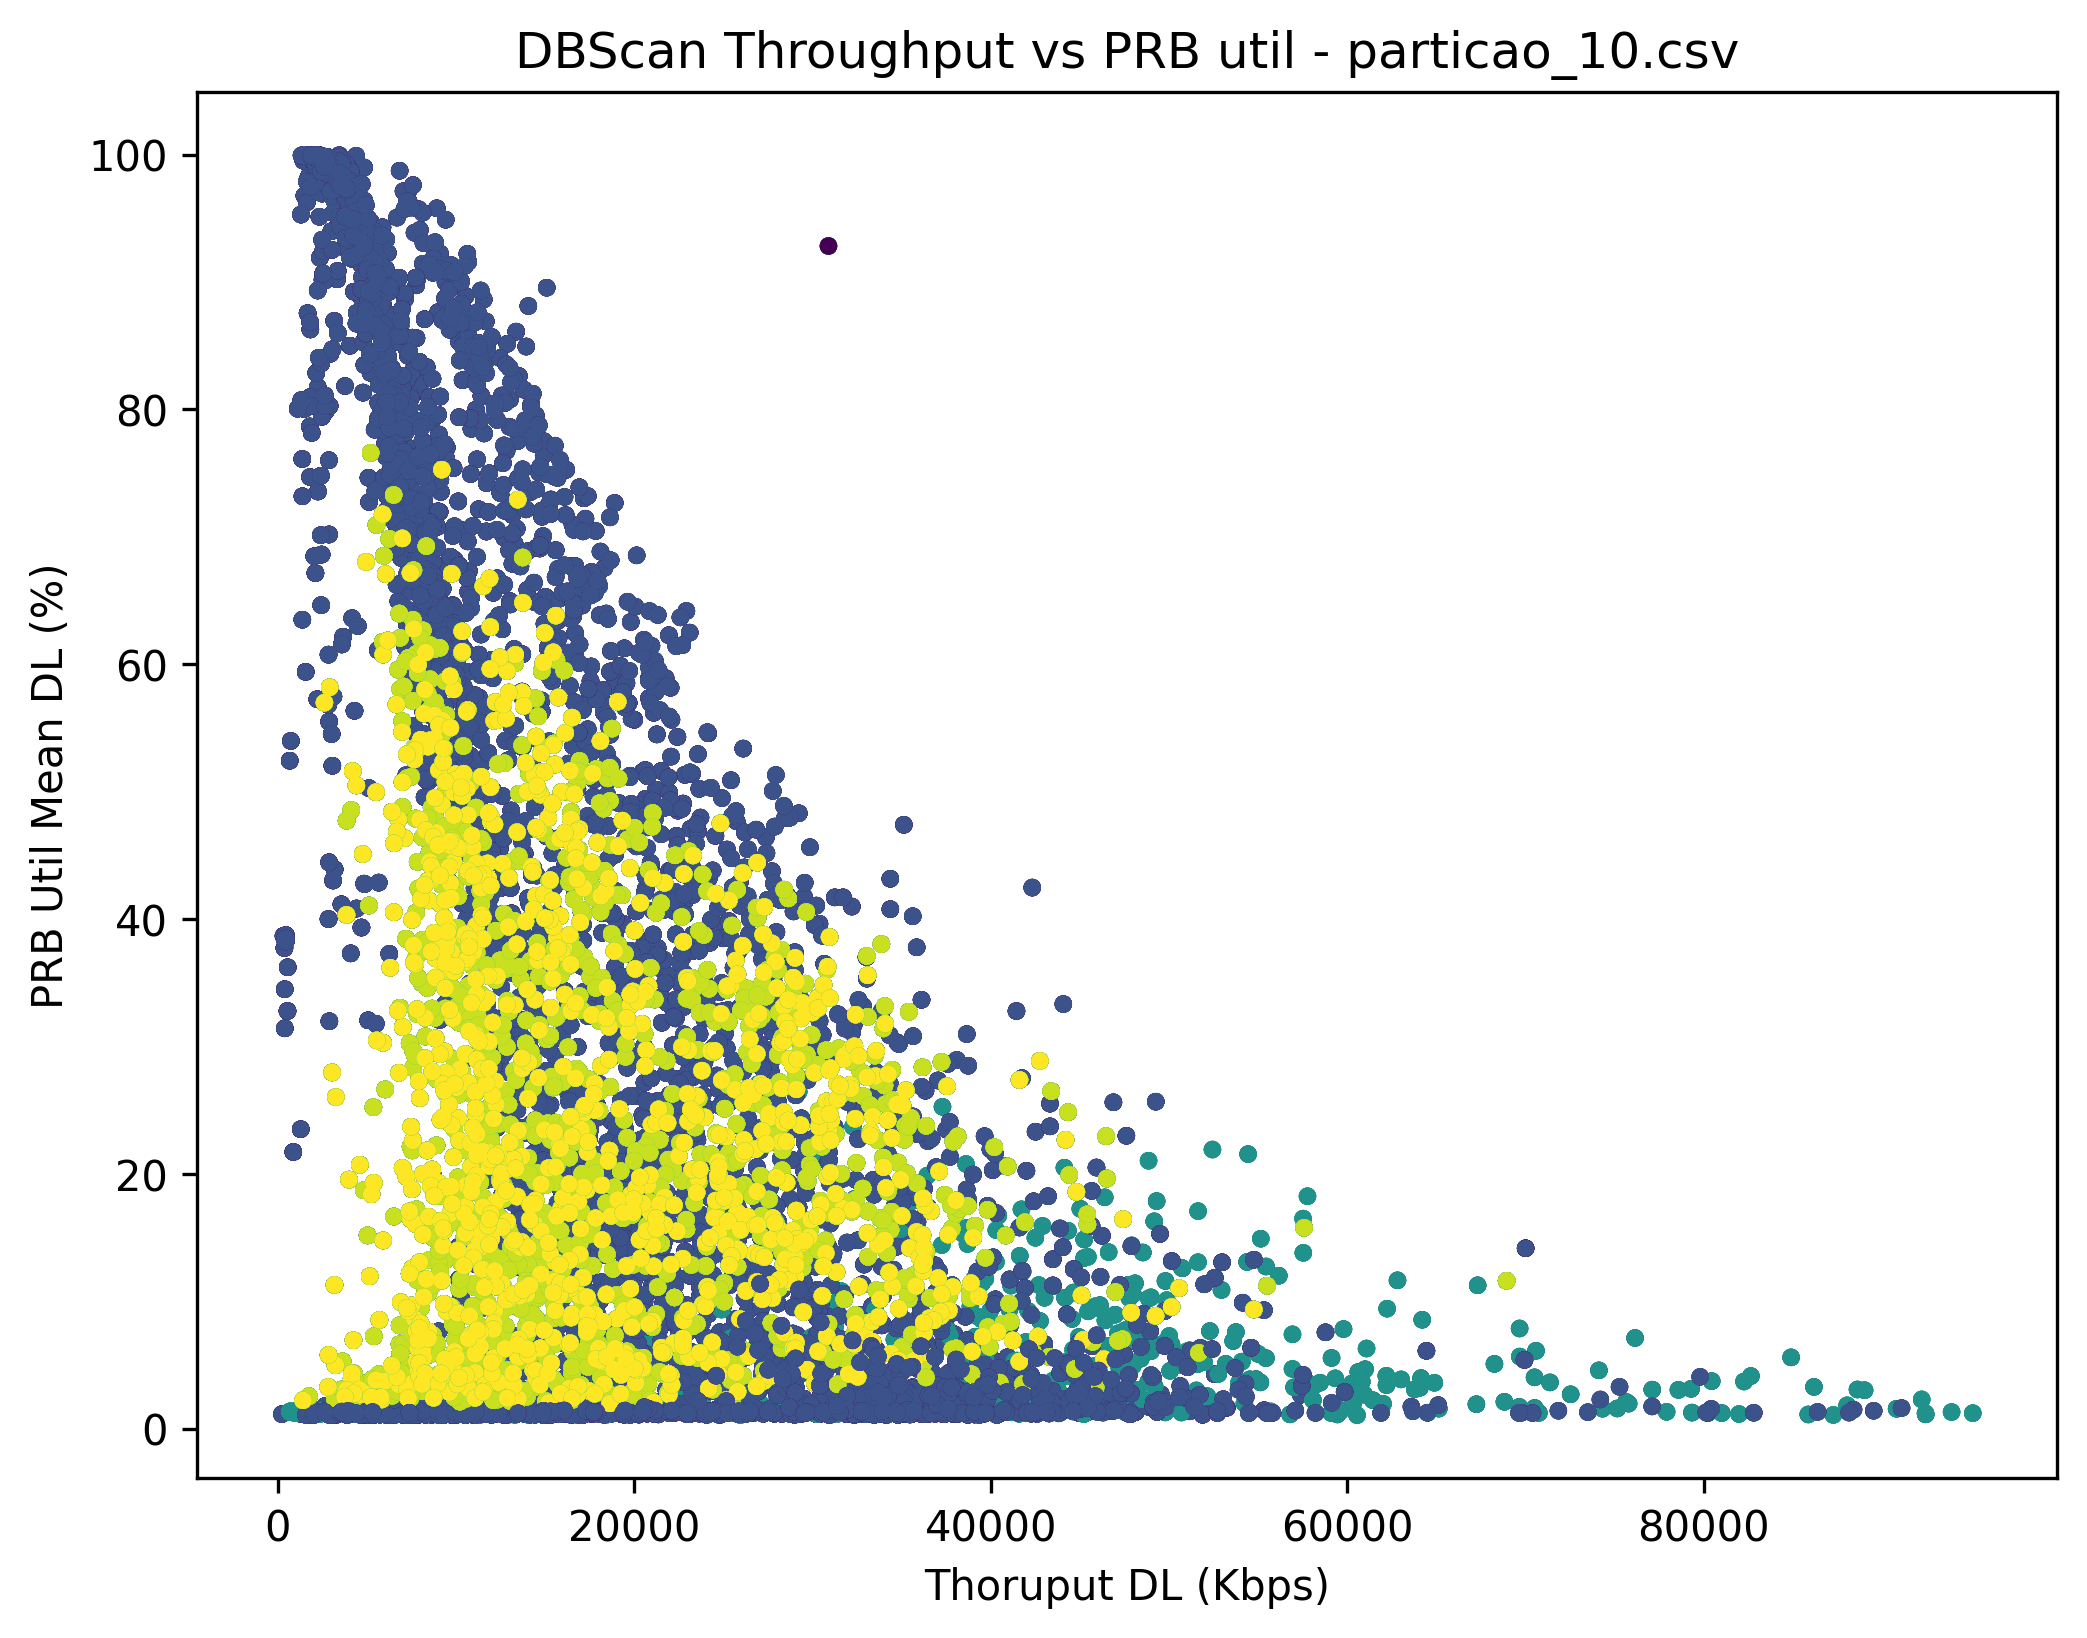 DBScan Throughput vs PRB util - particao_10.csv
100
80
60
40
20
0
PRB Util Mean DL (%)
0 20000 40000 60000 80000
Thoruput DL (Kbps)